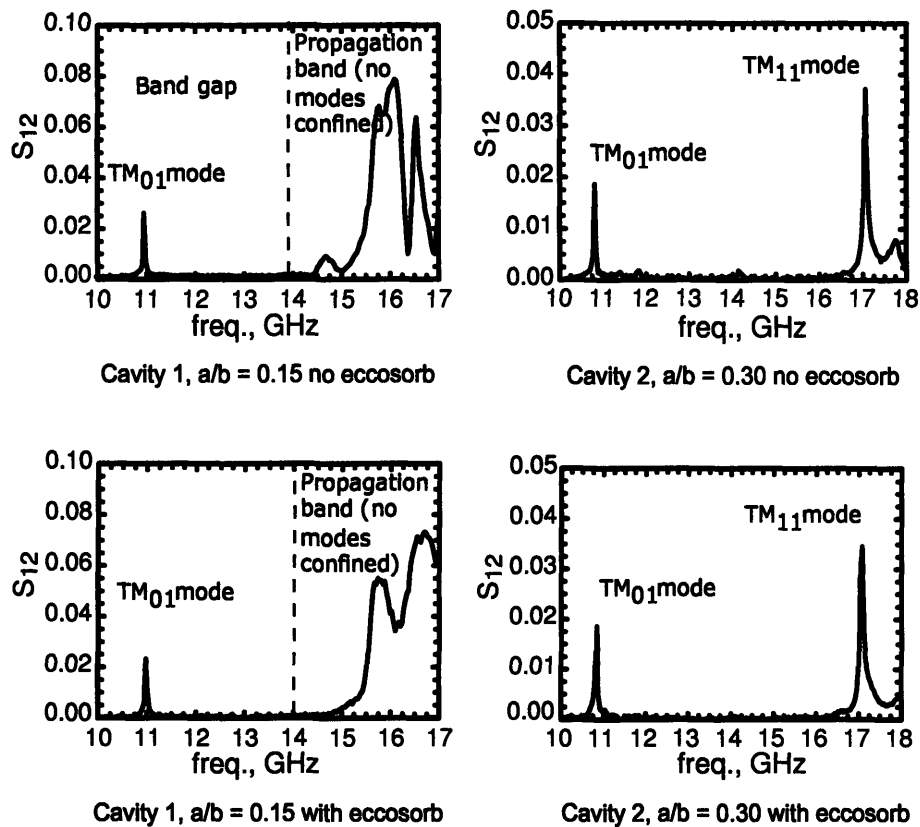 0.10
0.08
0.06
0.04
0.02
0.00
S12
Band gap
Propagation
band (no
modes
confined)
TM01mode
10 11 12 13 14 15 16 17
freq., GHz
Cavity 1, a/b = 0.15 no eccosorb
0.05
0.04
0.03
0.02
0.01
0.00
S12
TM11mode
TM01mode
10 11 12 13 14 15 16 17 18
freq., GHz
Cavity 2, a/b = 0.30 no eccosorb
0.10
0.08
0.06
0.04
0.02
0.00
S12
Propagation
band (no
modes
confined)
TM01mode
10 11 12 13 14 15 16 17
freq., GHz
Cavity 1, a/b = 0.15 with eccosorb
0.05
0.04
0.03
0.02
0.01
0.00
S12
TM11mode
TM01mode
10 11 12 13 14 15 16 17 18
freq., GHz
Cavity 2, a/b = 0.30 with eccosorb